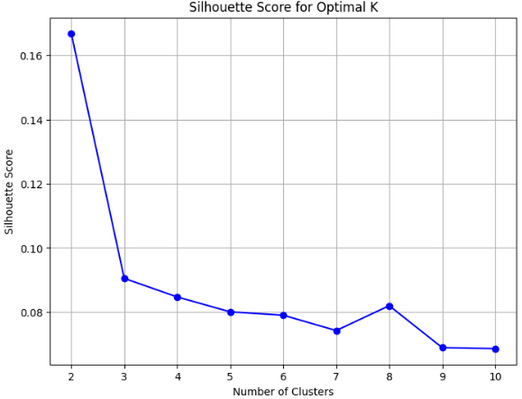 Silhouette Score for Optimal K
Silhouette Score
0.16
0.14
0.12
0.10
0.08
2 3 4 5 6 7 8 9 10
Number of Clusters